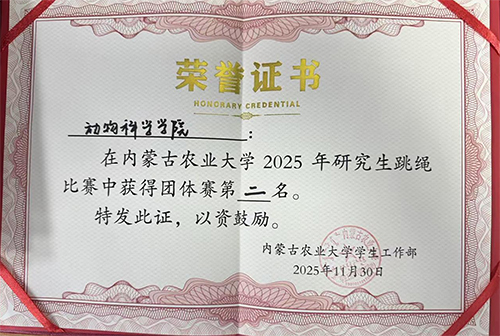 荣誉证书
HONORARY CREDENTIAL
动物科学学院：
在内蒙古农业大学 2025 年研究生跳绳
比赛中获得团体赛第二名。
特发此证，以资鼓励。
内蒙古农业大学学生工作部
2025年11月30日